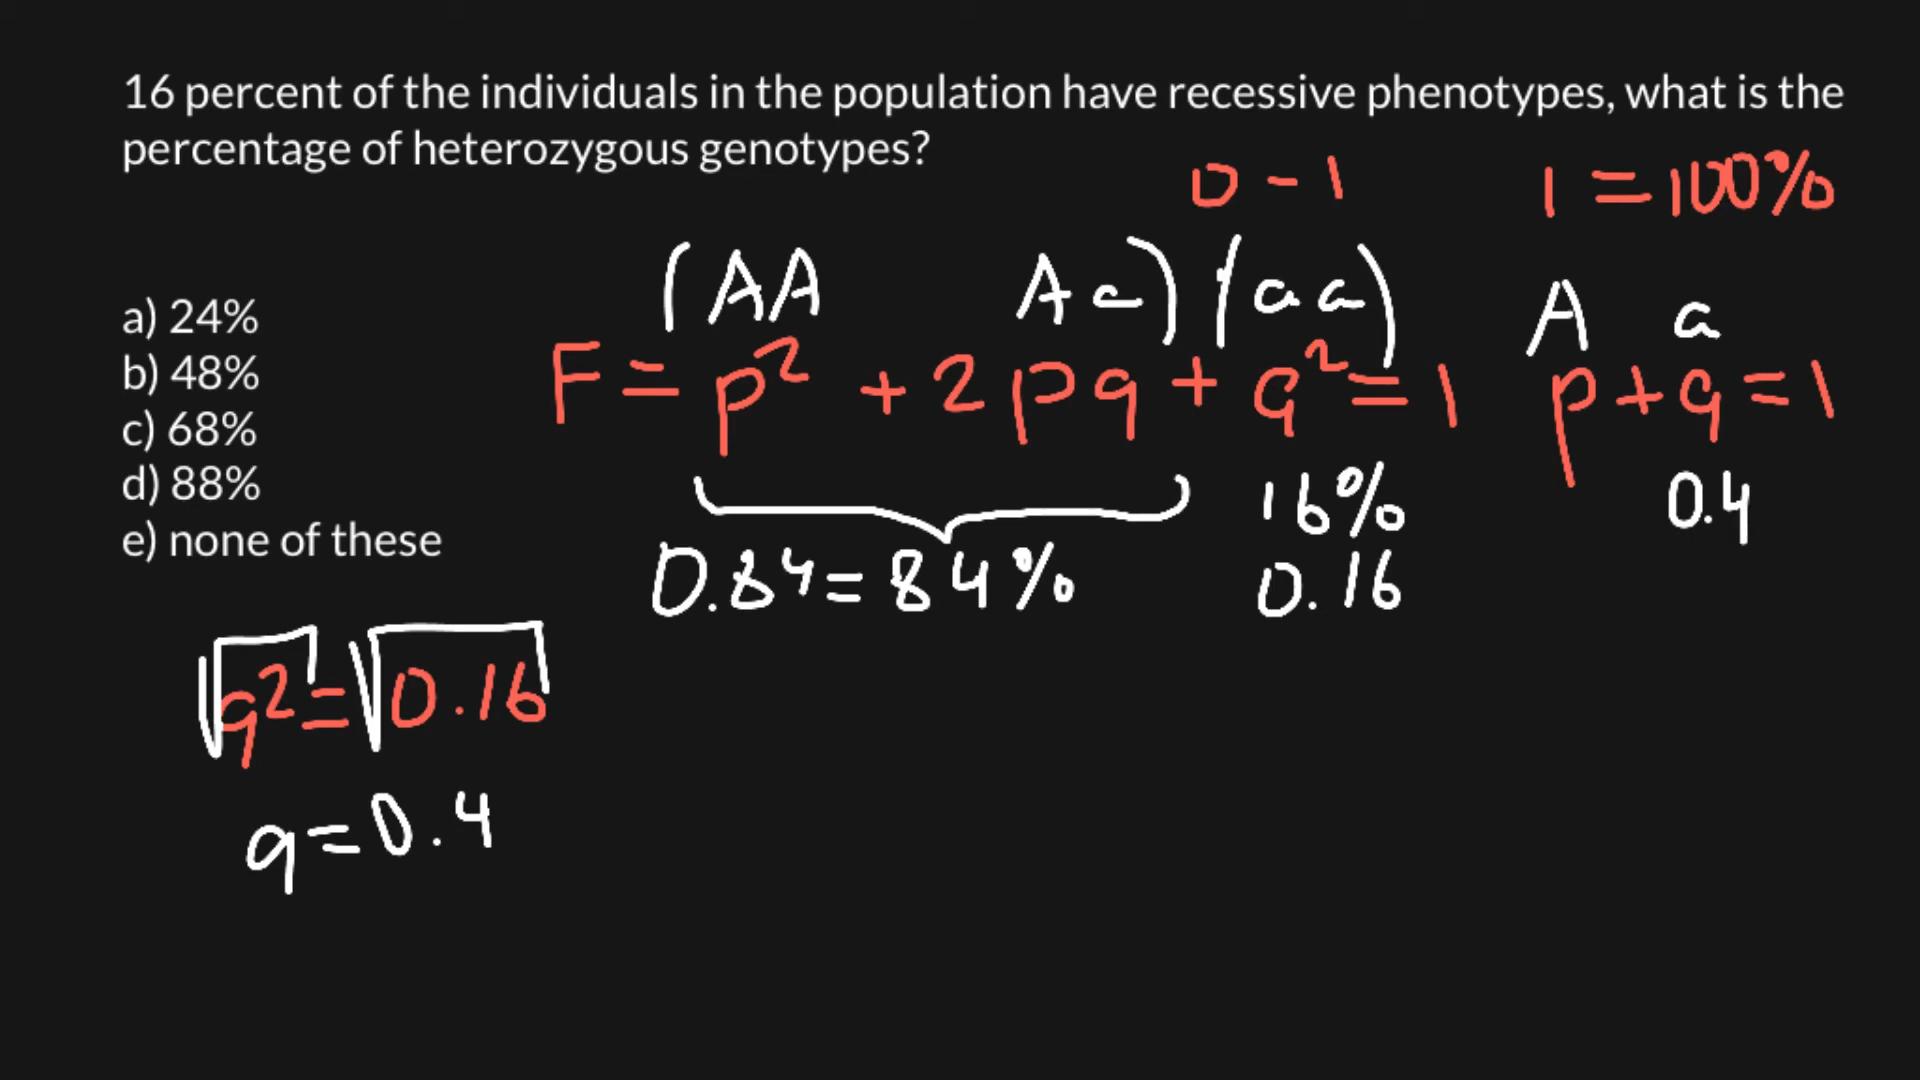 16 percent of the individuals in the population have recessive phenotypes, what is the
percentage of heterozygous genotypes?
0 - 1
1 = 100%
a) 24%
b) 48%
c) 68%
d) 88%
e) none of these
(AA Aa) (aa)
A a
F = p² + 2pq + q² = 1
p + q = 1
16%
0.4
0.84 = 84%
0.16
√q² = √0.16
q = 0.4